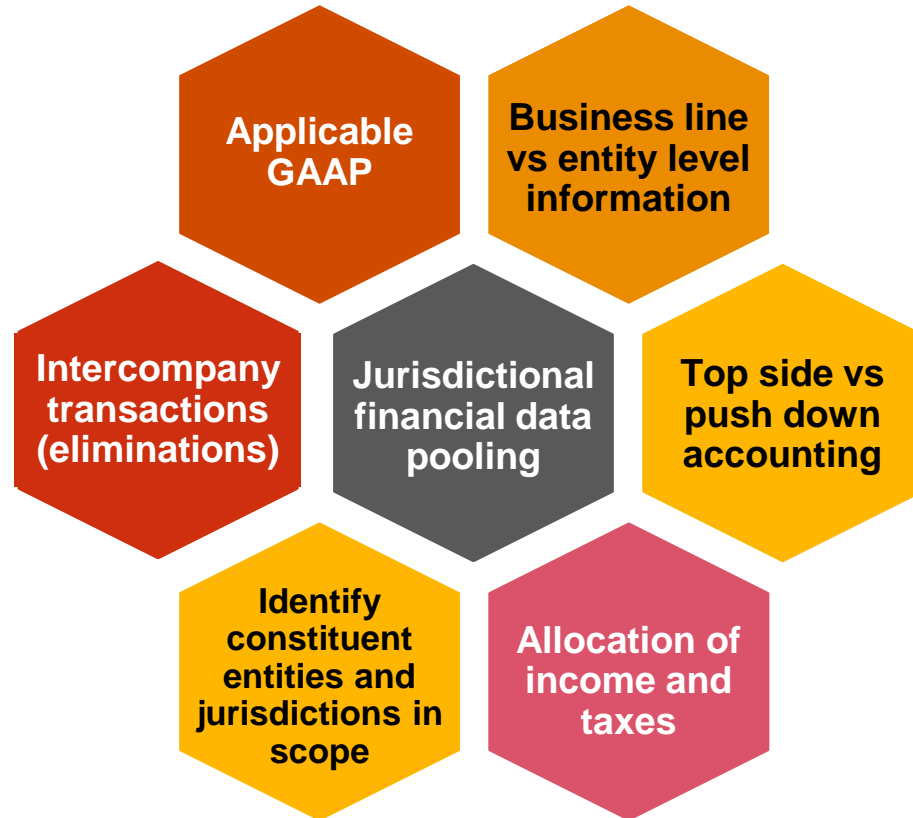 Applicable
GAAP
Business line
vs entity level
information
Intercompany
transactions
(eliminations)
Jurisdictional
financial data
pooling
Top side vs
push down
accounting
Identify
constituent
entities and
jurisdictions in
scope
Allocation of
income and
taxes